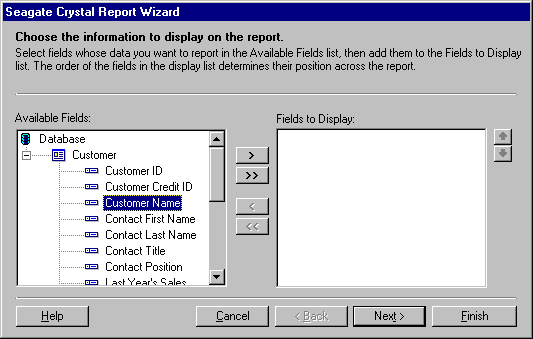 Seagate Crystal Report Wizard
Choose the information to display on the report.
Select fields whose data you want to report in the Available Fields list, then add them to the Fields to Display
list. The order of the fields in the display list determines their position across the report.
Available Fields:
Fields to Display:
Database
Customer
Customer ID
Customer Credit ID
Customer Name
Contact First Name
Contact Last Name
Contact Title
Contact Position
Last Year's Sales
>
>>
<
<<
Help
Cancel
< Back
Next >
Finish